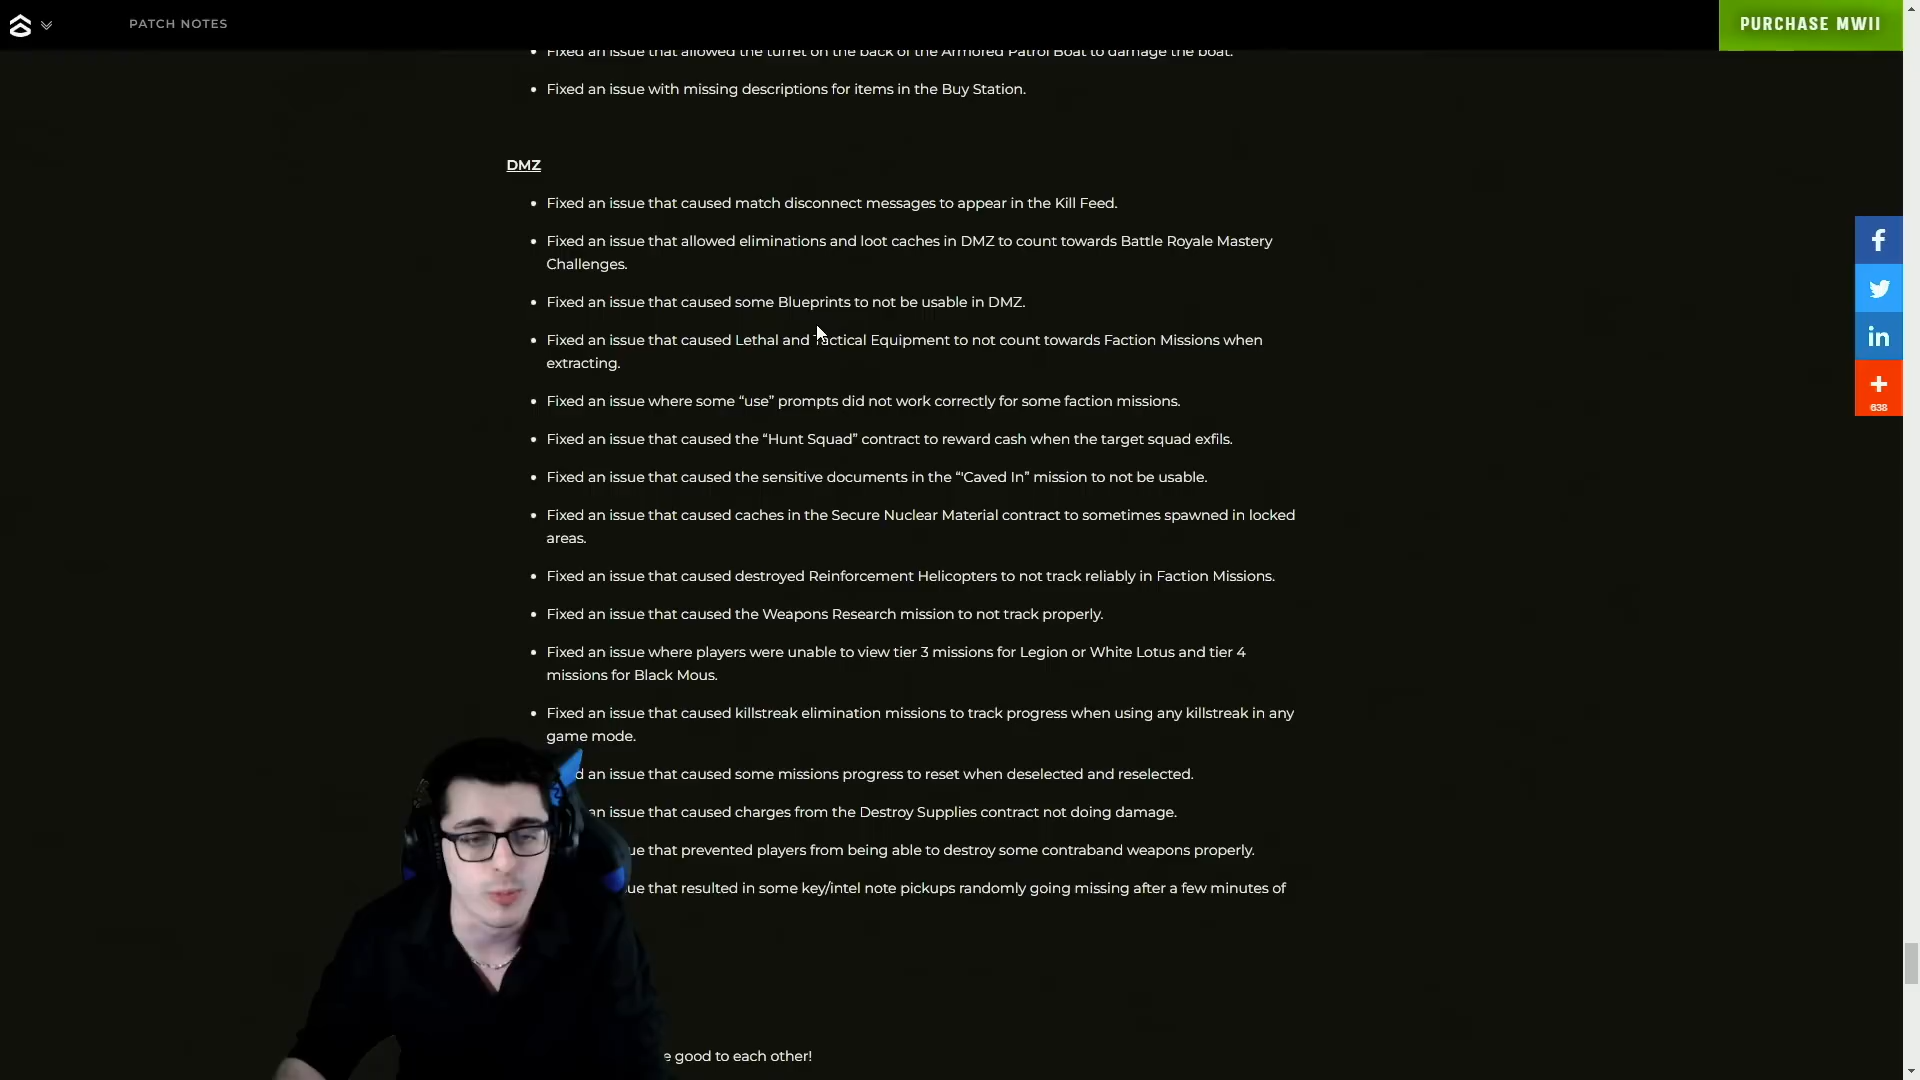 PATCH NOTES
PURCHASE MWII
Fixed an issue that allowed the turret on the back of the Armored Patrol Boat to damage the boat.
Fixed an issue with missing descriptions for items in the Buy Station.
DMZ
Fixed an issue that caused match disconnect messages to appear in the Kill Feed.
Fixed an issue that allowed eliminations and loot caches in DMZ to count towards Battle Royale Mastery
Challenges.
Fixed an issue that caused some Blueprints to not be usable in DMZ.
Fixed an issue that caused Lethal and Tactical Equipment to not count towards Faction Missions when
extracting.
Fixed an issue where some “use” prompts did not work correctly for some faction missions.
Fixed an issue that caused the “Hunt Squad” contract to reward cash when the target squad exfils.
Fixed an issue that caused the sensitive documents in the “'Caved In” mission to not be usable.
Fixed an issue that caused caches in the Secure Nuclear Material contract to sometimes spawned in locked
areas.
Fixed an issue that caused destroyed Reinforcement Helicopters to not track reliably in Faction Missions.
Fixed an issue that caused the Weapons Research mission to not track properly.
Fixed an issue where players were unable to view tier 3 missions for Legion or White Lotus and tier 4
missions for Black Mous.
Fixed an issue that caused killstreak elimination missions to track progress when using any killstreak in any
game mode.
d an issue that caused some missions progress to reset when deselected and reselected.
an issue that caused charges from the Destroy Supplies contract not doing damage.
ue that prevented players from being able to destroy some contraband weapons properly.
ue that resulted in some key/intel note pickups randomly going missing after a few minutes of
e good to each other!
638